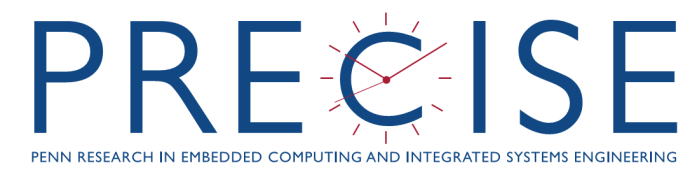 PRECISE
PENN RESEARCH IN EMBEDDED COMPUTING AND INTEGRATED SYSTEMS ENGINEERING